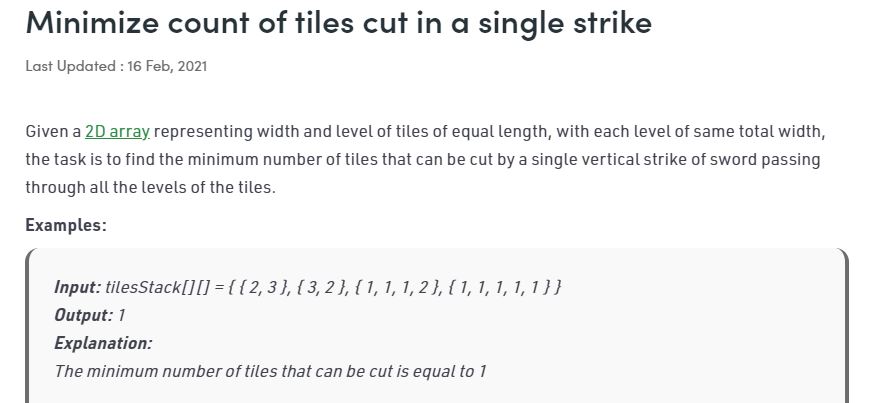 Minimize count of tiles cut in a single strike
Last Updated : 16 Feb, 2021
Given a 2D array representing width and level of tiles of equal length, with each level of same total width,
the task is to find the minimum number of tiles that can be cut by a single vertical strike of sword passing
through all the levels of the tiles.
Examples:
Input: tilesStack[][] = { { 2, 3 }, { 3, 2 }, { 1, 1, 1, 2 }, { 1, 1, 1, 1, 1 } }
Output: 1
Explanation:
The minimum number of tiles that can be cut is equal to 1